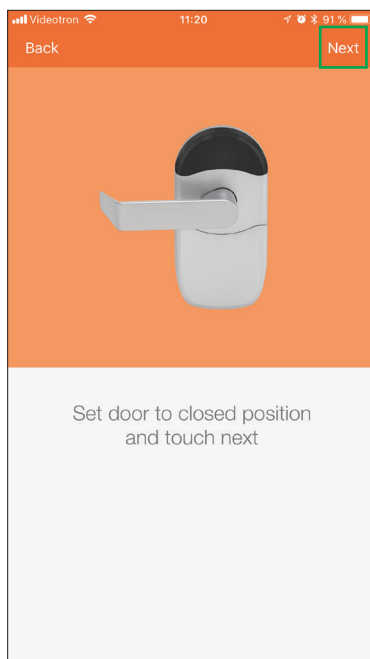 Videotron 11:20 91 %
Back Next
Set door to closed position
and touch next